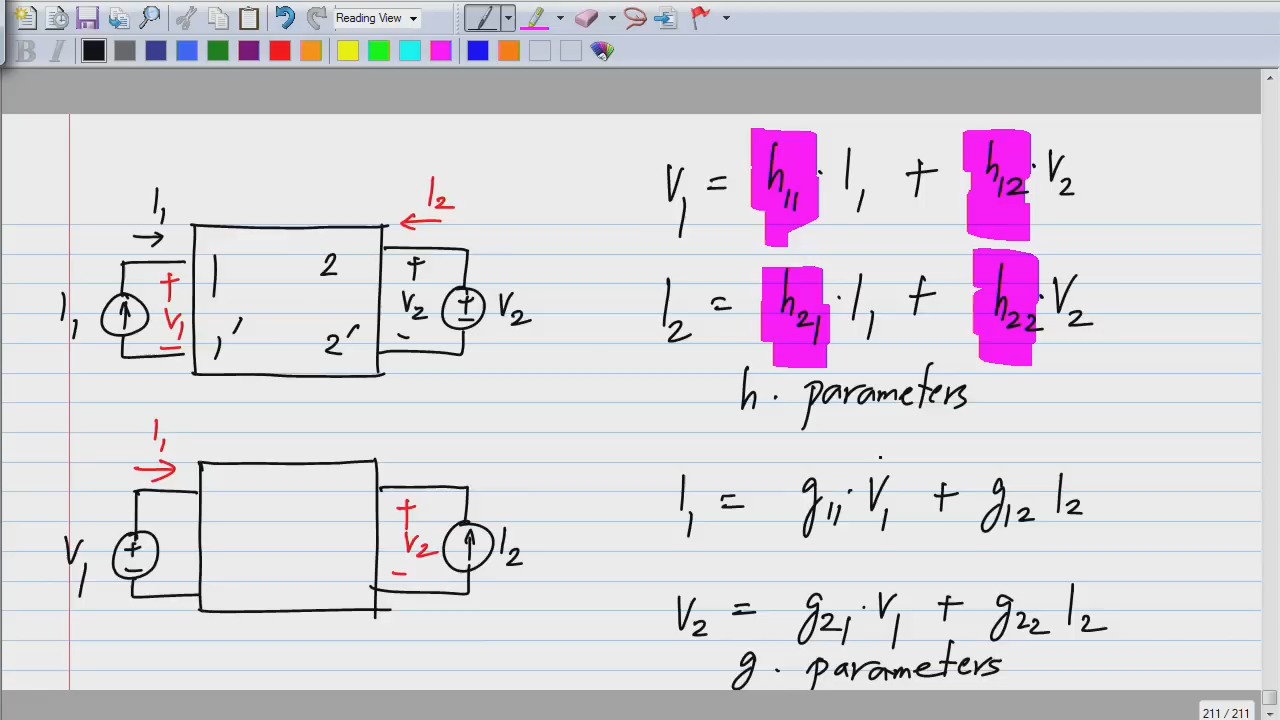 Reading View
B I
I1
I2
V1 = h11 · I1 + h12 · V2
I1
+
V1
-
1
1'
2
2'
+
V2
-
+
-
V2
I2 = h21 · I1 + h22 · V2
h. parameters
I1
V1
+
-
+
V2
-
I2
I1 = g11 · V1 + g12 I2
V2 = g21 · V1 + g22 I2
g. parameters
211 / 211